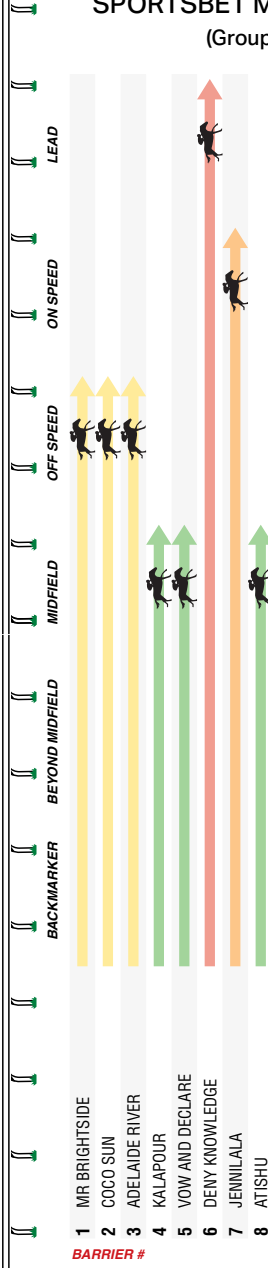 SPORTSBET M
(Group
LEAD
ON SPEED
OFF SPEED
MIDFIELD
BEYOND MIDFIELD
BACKMARKER
1 MR BRIGHTSIDE
2 COCO SUN
3 ADELAIDE RIVER
4 KALAPOUR
5 VOW AND DECLARE
6 DENY KNOWLEDGE
7 JENNILALA
8 ATISHU
BARRIER #